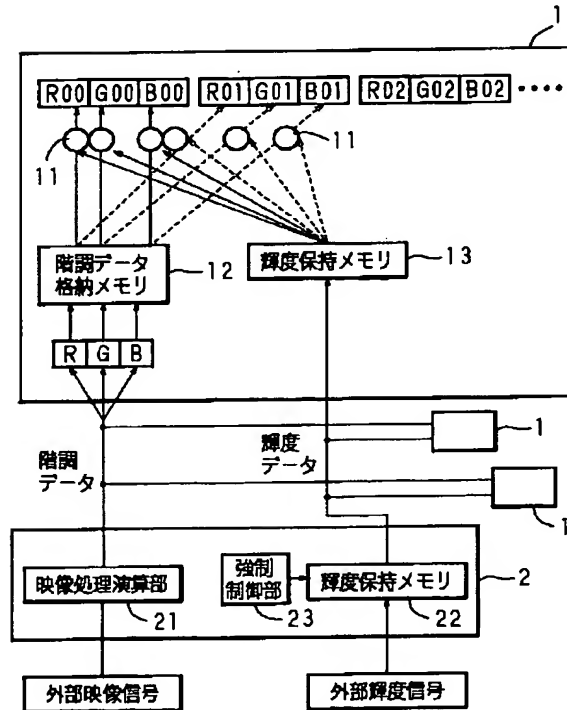 1
R00 G00 B00 R01 G01 B01 R02 G02 B02 ····
11 11
階調データ
格納メモリ
12
輝度保持メモリ
13
R G B
階調
データ
輝度
データ
1
1
映像処理演算部
21
強制
制御部
23
輝度保持メモリ
22
2
外部映像信号
外部輝度信号